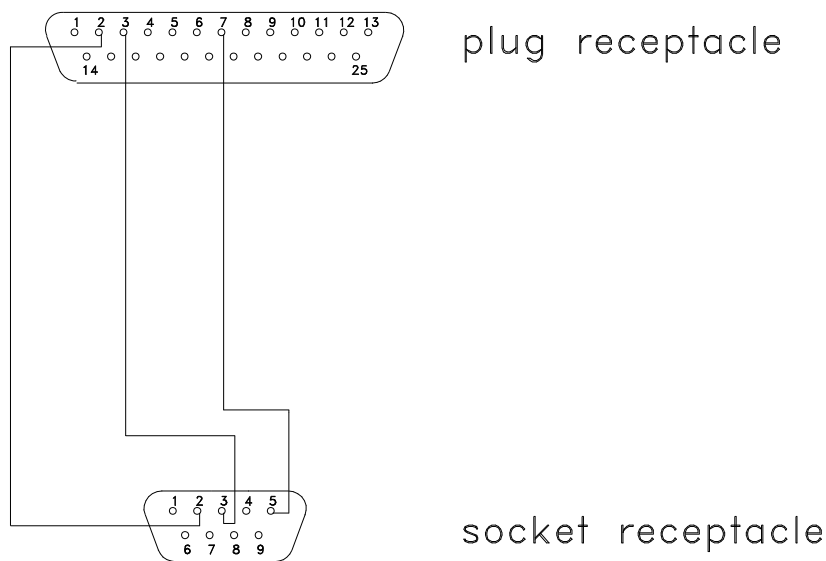 1 2 3 4 5 6 7 8 9 10 11 12 13
14 25
plug receptacle
1 2 3 4 5
6 7 8 9
socket receptacle